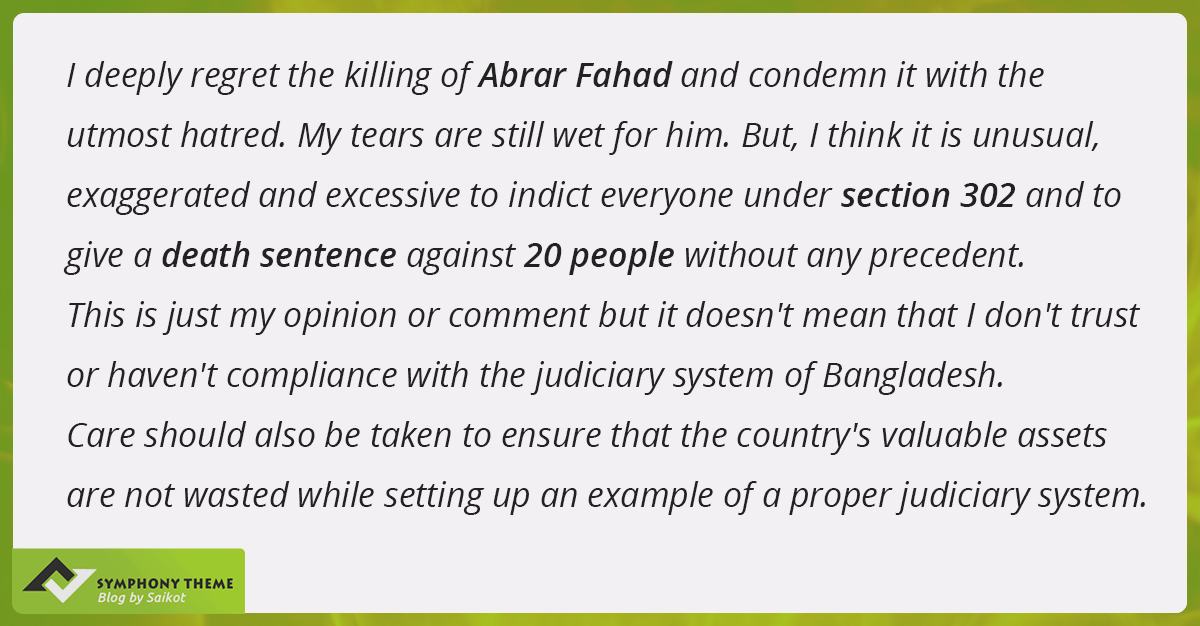 I deeply regret the killing of Abrar Fahad and condemn it with the
utmost hatred. My tears are still wet for him. But, I think it is unusual,
exaggerated and excessive to indict everyone under section 302 and to
give a death sentence against 20 people without any precedent.
This is just my opinion or comment but it doesn't mean that I don't trust
or haven't compliance with the judiciary system of Bangladesh.
Care should also be taken to ensure that the country's valuable assets
are not wasted while setting up an example of a proper judiciary system.
SYMPHONY THEME
Blog by Saikot